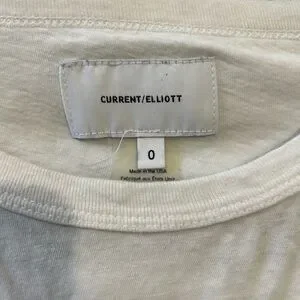 CURRENT/ELLIOTT
0
Made in the USA
Fabriqué aux États Unis